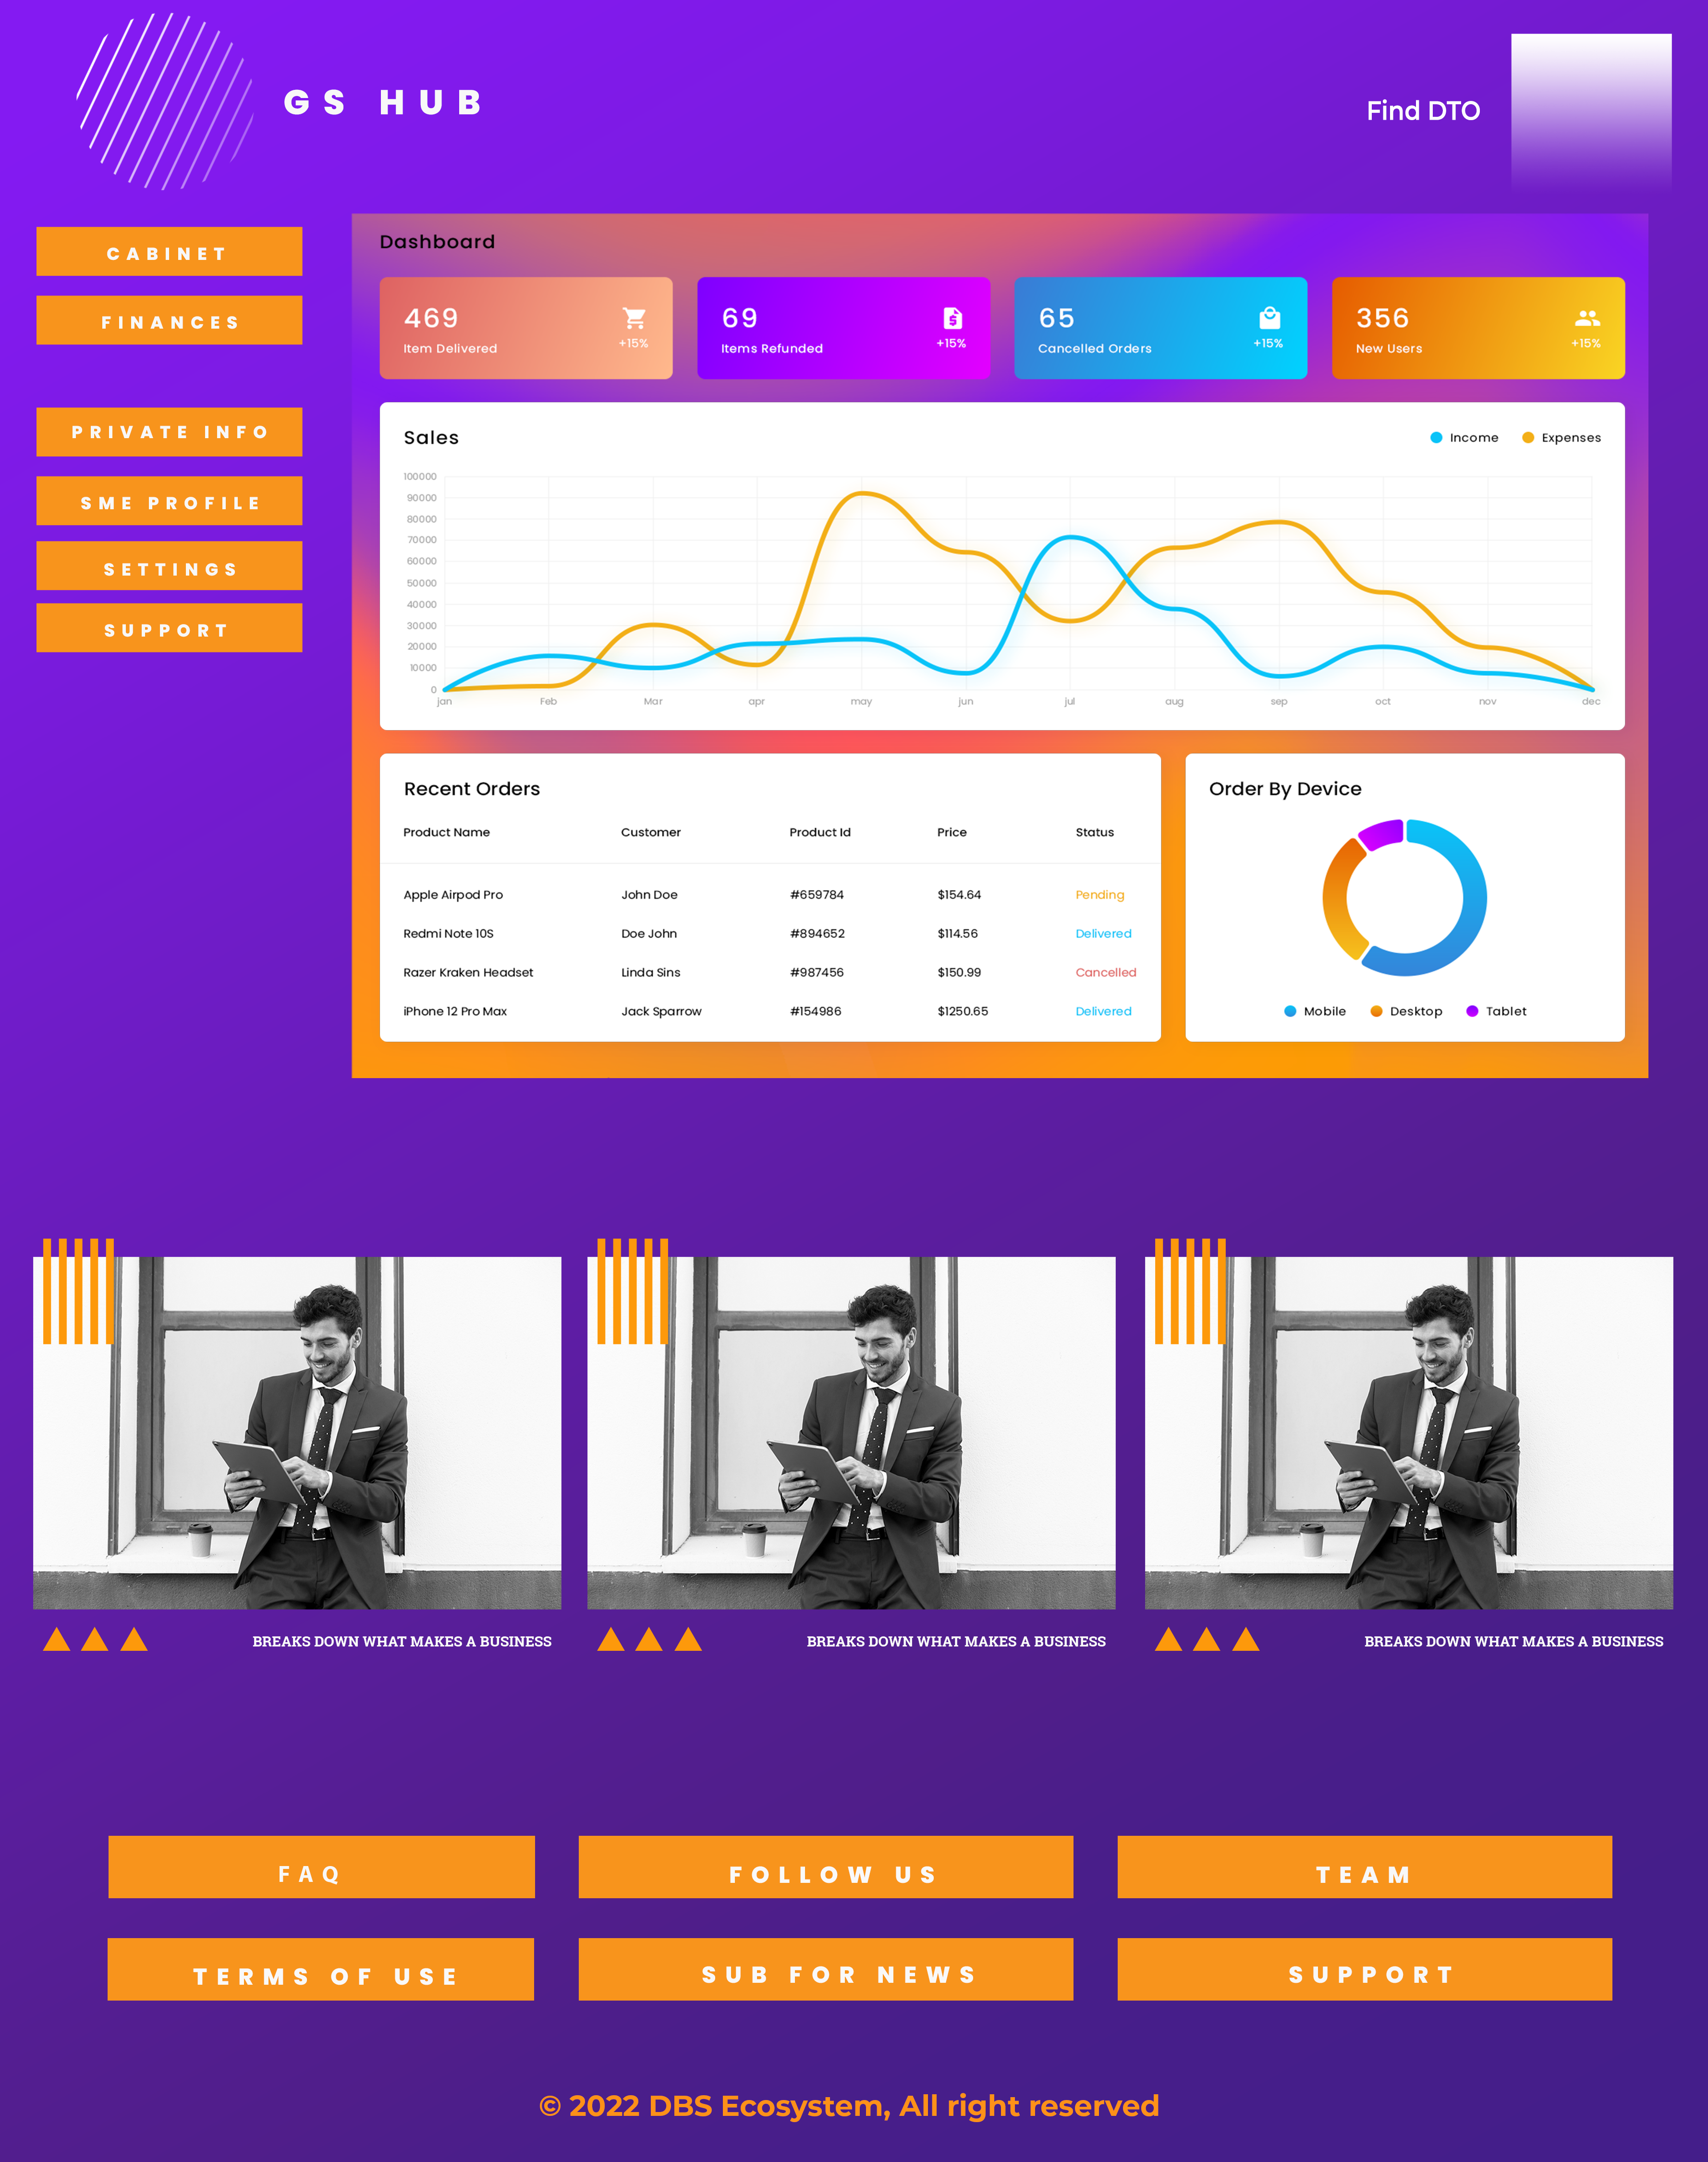 GS HUB
Find DTO
CABINET
FINANCES
PRIVATE INFO
SME PROFILE
SETTINGS
SUPPORT
Dashboard
469
Item Delivered
+15%
69
Items Refunded
+15%
65
Cancelled Orders
+15%
356
New Users
+15%
Sales
Income Expenses
100000
90000
80000
70000
60000
50000
40000
30000
20000
10000
0
jan Feb Mar apr may jun jul aug sep oct nov dec
Recent Orders
Product Name Customer Product Id Price Status
Apple Airpod Pro John Doe #659784 $154.64 Pending
Redmi Note 10S Doe John #894652 $114.56 Delivered
Razer Kraken Headset Linda Sins #987456 $150.99 Cancelled
iPhone 12 Pro Max Jack Sparrow #154986 $1250.65 Delivered
Order By Device
Mobile Desktop Tablet
BREAKS DOWN WHAT MAKES A BUSINESS
BREAKS DOWN WHAT MAKES A BUSINESS
BREAKS DOWN WHAT MAKES A BUSINESS
FAQ
FOLLOW US
TEAM
TERMS OF USE
SUB FOR NEWS
SUPPORT
© 2022 DBS Ecosystem, All right reserved